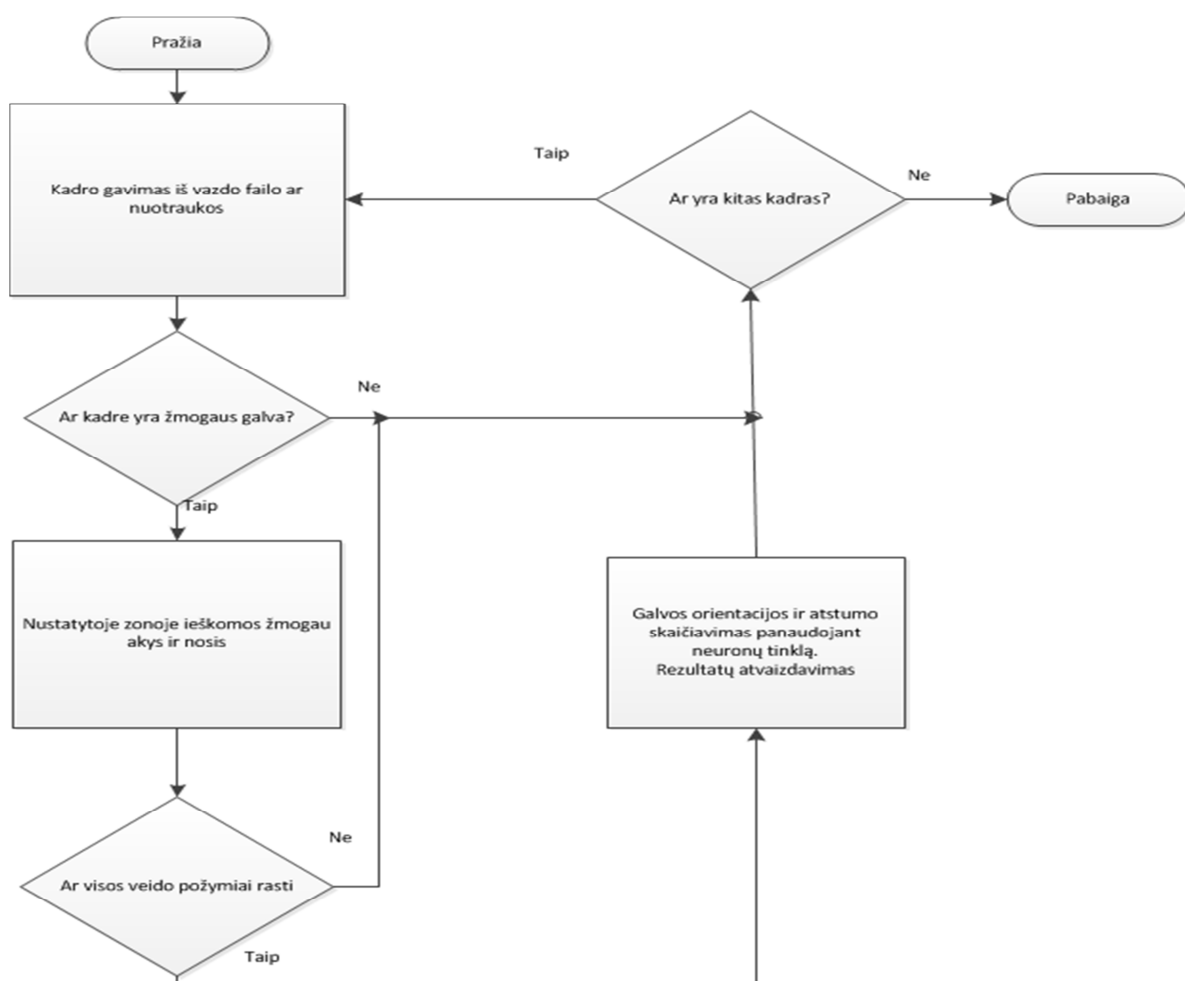 Pražia
Kadro gavimas iš vazdo failo ar
nuotraukos
Taip
Ar yra kitas kadras?
Ne
Pabaiga
Ar kadre yra žmogaus galva?
Ne
Taip
Nustatytoje zonoje ieškomos žmogau
akys ir nosis
Galvos orientacijos ir atstumo
skaičiavimas panaudojant
neuronų tinklą.
Rezultatų atvaizdavimas
Ar visos veido požymiai rasti
Ne
Taip